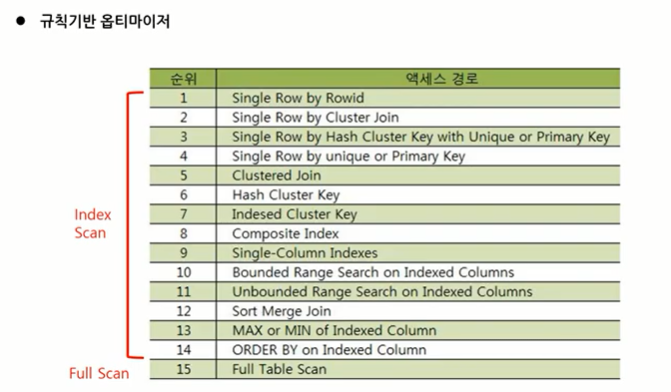 ● 규칙기반 옵티마이저
순위 액세스 경로
1 Single Row by Rowid
2 Single Row by Cluster Join
3 Single Row by Hash Cluster Key with Unique or Primary Key
4 Single Row by unique or Primary Key
5 Clustered Join
6 Hash Cluster Key
7 Indesed Cluster Key
8 Composite Index
9 Single-Column Indexes
10 Bounded Range Search on Indexed Columns
11 Unbounded Range Search on Indexed Columns
12 Sort Merge Join
13 MAX or MIN of Indexed Column
14 ORDER BY on Indexed Column
15 Full Table Scan
Index
Scan
Full Scan